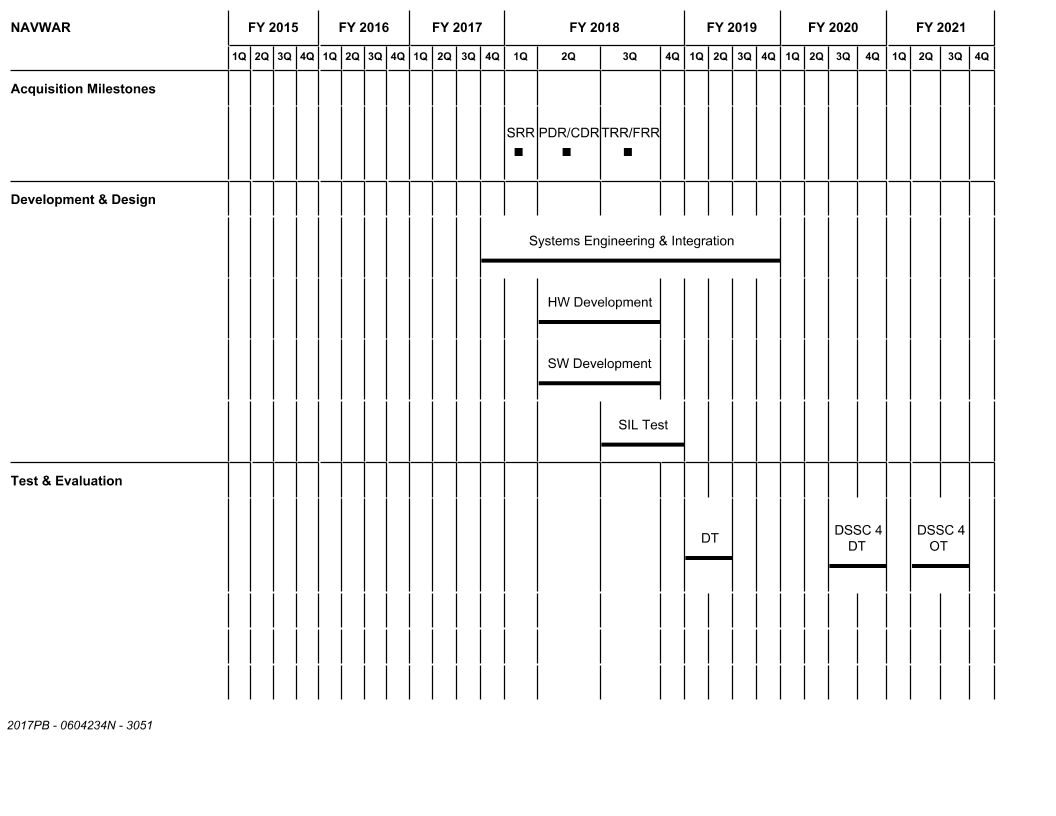 NAVWAR FY 2015 FY 2016 FY 2017 FY 2018 FY 2019 FY 2020 FY 2021
1Q 2Q 3Q 4Q 1Q 2Q 3Q 4Q 1Q 2Q 3Q 4Q 1Q 2Q 3Q 4Q 1Q 2Q 3Q 4Q 1Q 2Q 3Q 4Q 1Q 2Q 3Q 4Q
Acquisition Milestones
SRR PDR/CDR TRR/FRR
Development & Design
Systems Engineering & Integration
HW Development
SW Development
SIL Test
Test & Evaluation
DT
DSSC 4
DT
DSSC 4
OT
2017PB - 0604234N - 3051